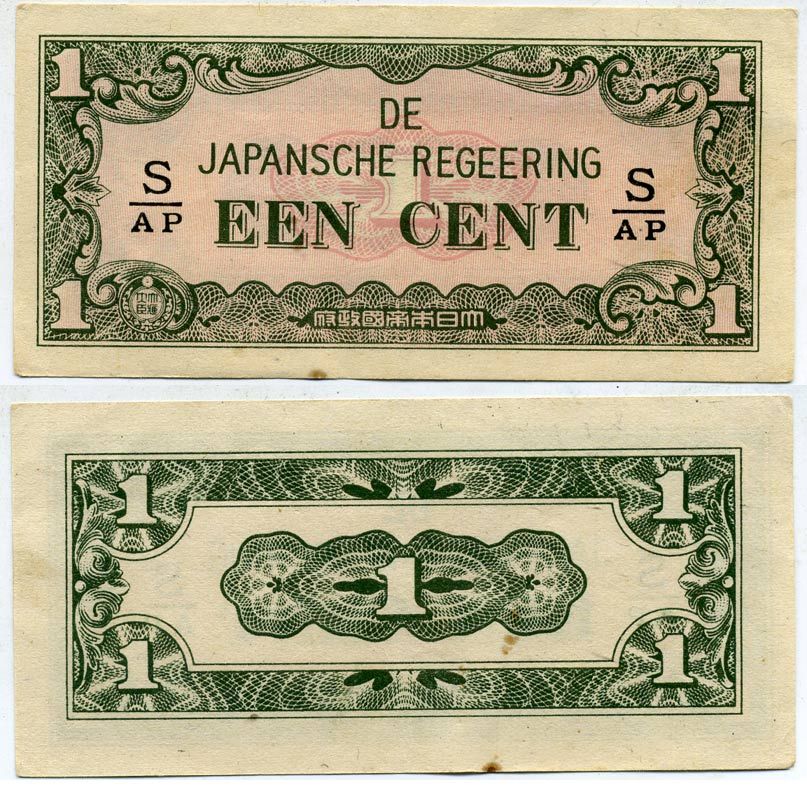 1 1
DE
JAPANSCHE REGEERING
S S
AP AP
EEN CENT
1
1 1
大日本帝國政府
1 1
1
1 1